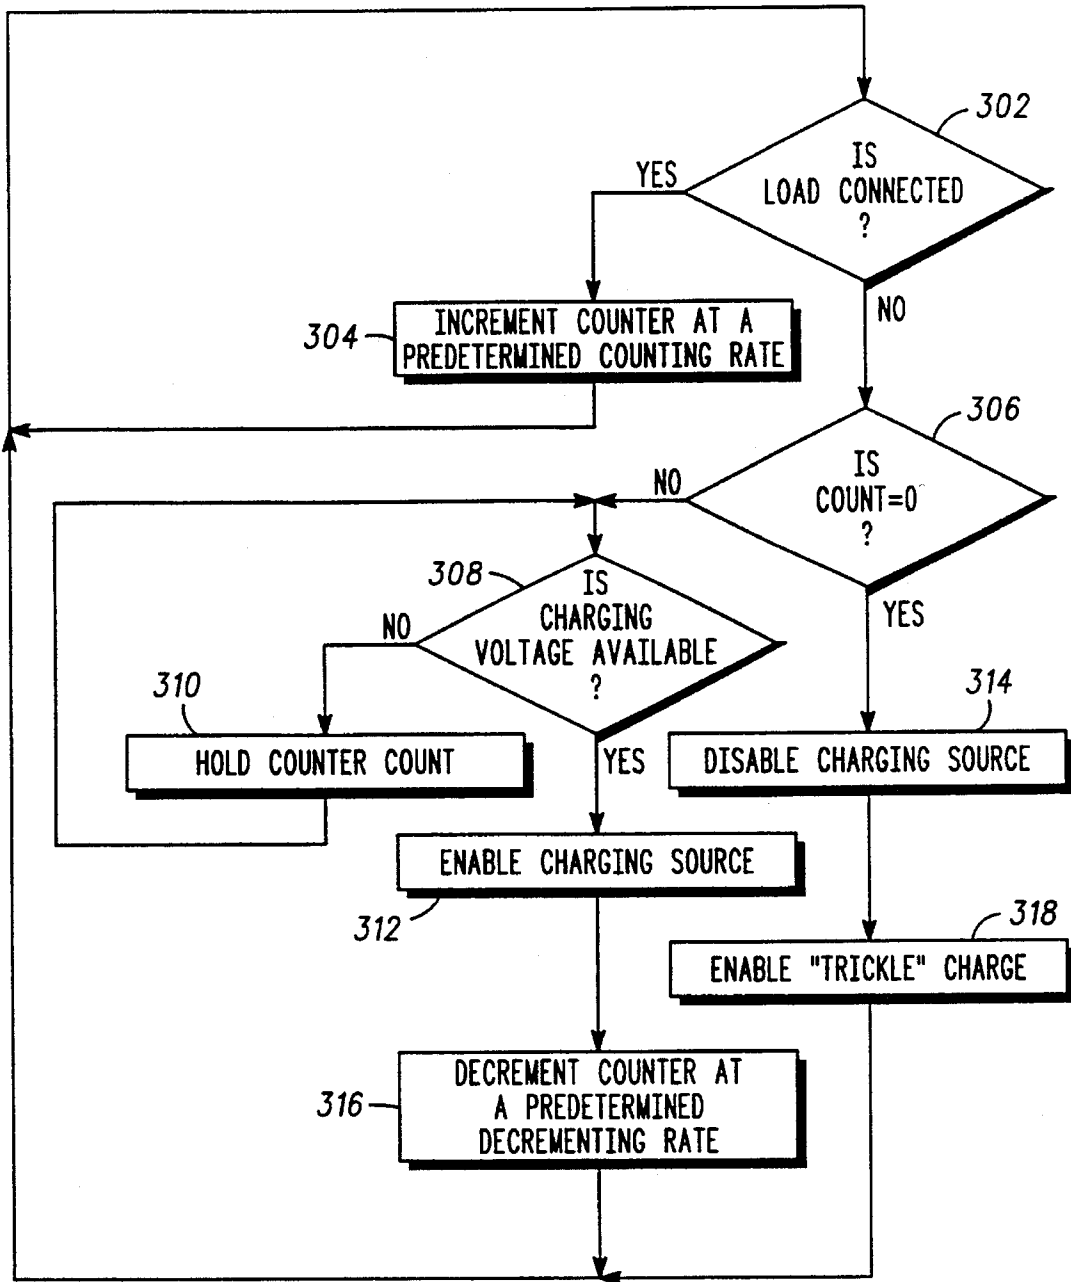 302
IS
LOAD CONNECTED
?
YES
NO
304
INCREMENT COUNTER AT A
PREDETERMINED COUNTING RATE
306
IS
COUNT=0
?
NO
YES
308
IS
CHARGING
VOLTAGE AVAILABLE
?
NO
YES
310
HOLD COUNTER COUNT
314
DISABLE CHARGING SOURCE
312
ENABLE CHARGING SOURCE
318
ENABLE "TRICKLE" CHARGE
316
DECREMENT COUNTER AT
A PREDETERMINED
DECREMENTING RATE